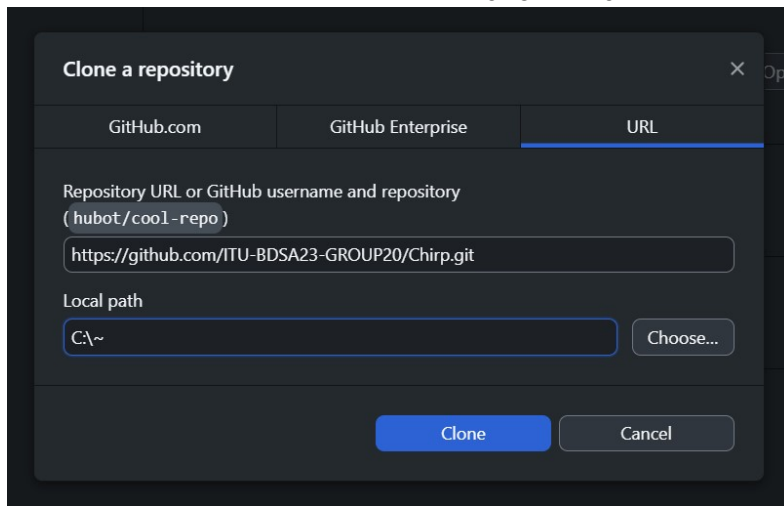 Clone a repository
Op
GitHub.com GitHub Enterprise URL
Repository URL or GitHub username and repository
(hubot/cool-repo)
https://github.com/ITU-BDSA23-GROUP20/Chirp.git
Local path
C:\~ Choose...
Clone Cancel